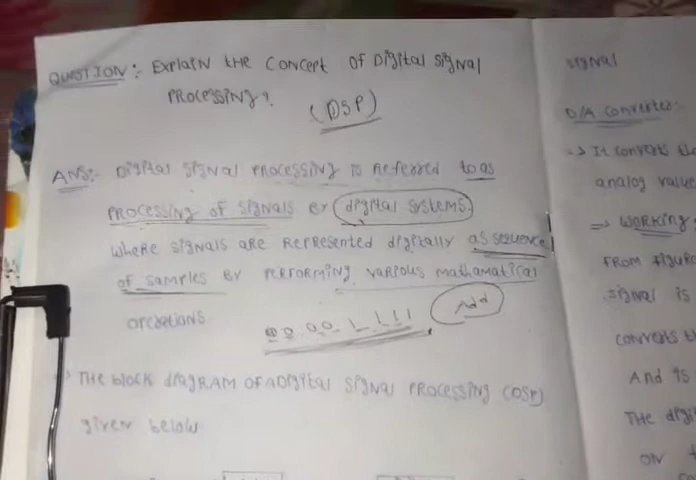 QUESTION:- Explain the concept of Digital signal
processing?
(DSP)
ANS:- Digital signal processing is referred to as
processing of signals by digital systems.
where signals are represented digitally as sequence
of samples by performing various mathamatical
operations
Add
The block diagram of a Digital signal processing (DSP)
given below
signal
D/A converter:
-> It converts the
analog value
=> Working:
From figure
signal is
converts th
And is
The digi
on t